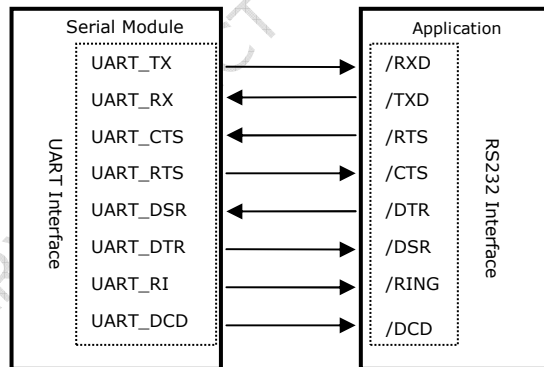 Serial Module
Application
UART_TX
/RXD
UART_RX
/TXD
UART_CTS
/RTS
UART_RTS
/CTS
UART_DSR
/DTR
UART_DTR
/DSR
UART_RI
/RING
UART_DCD
/DCD
UART Interface
RS232 Interface